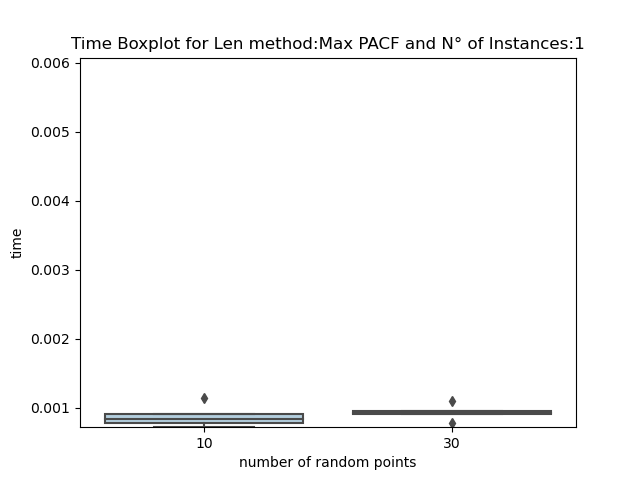 Time Boxplot for Len method:Max PACF and N° of Instances:1
0.006
0.005
0.004
0.003
0.002
0.001
time
10
30
number of random points